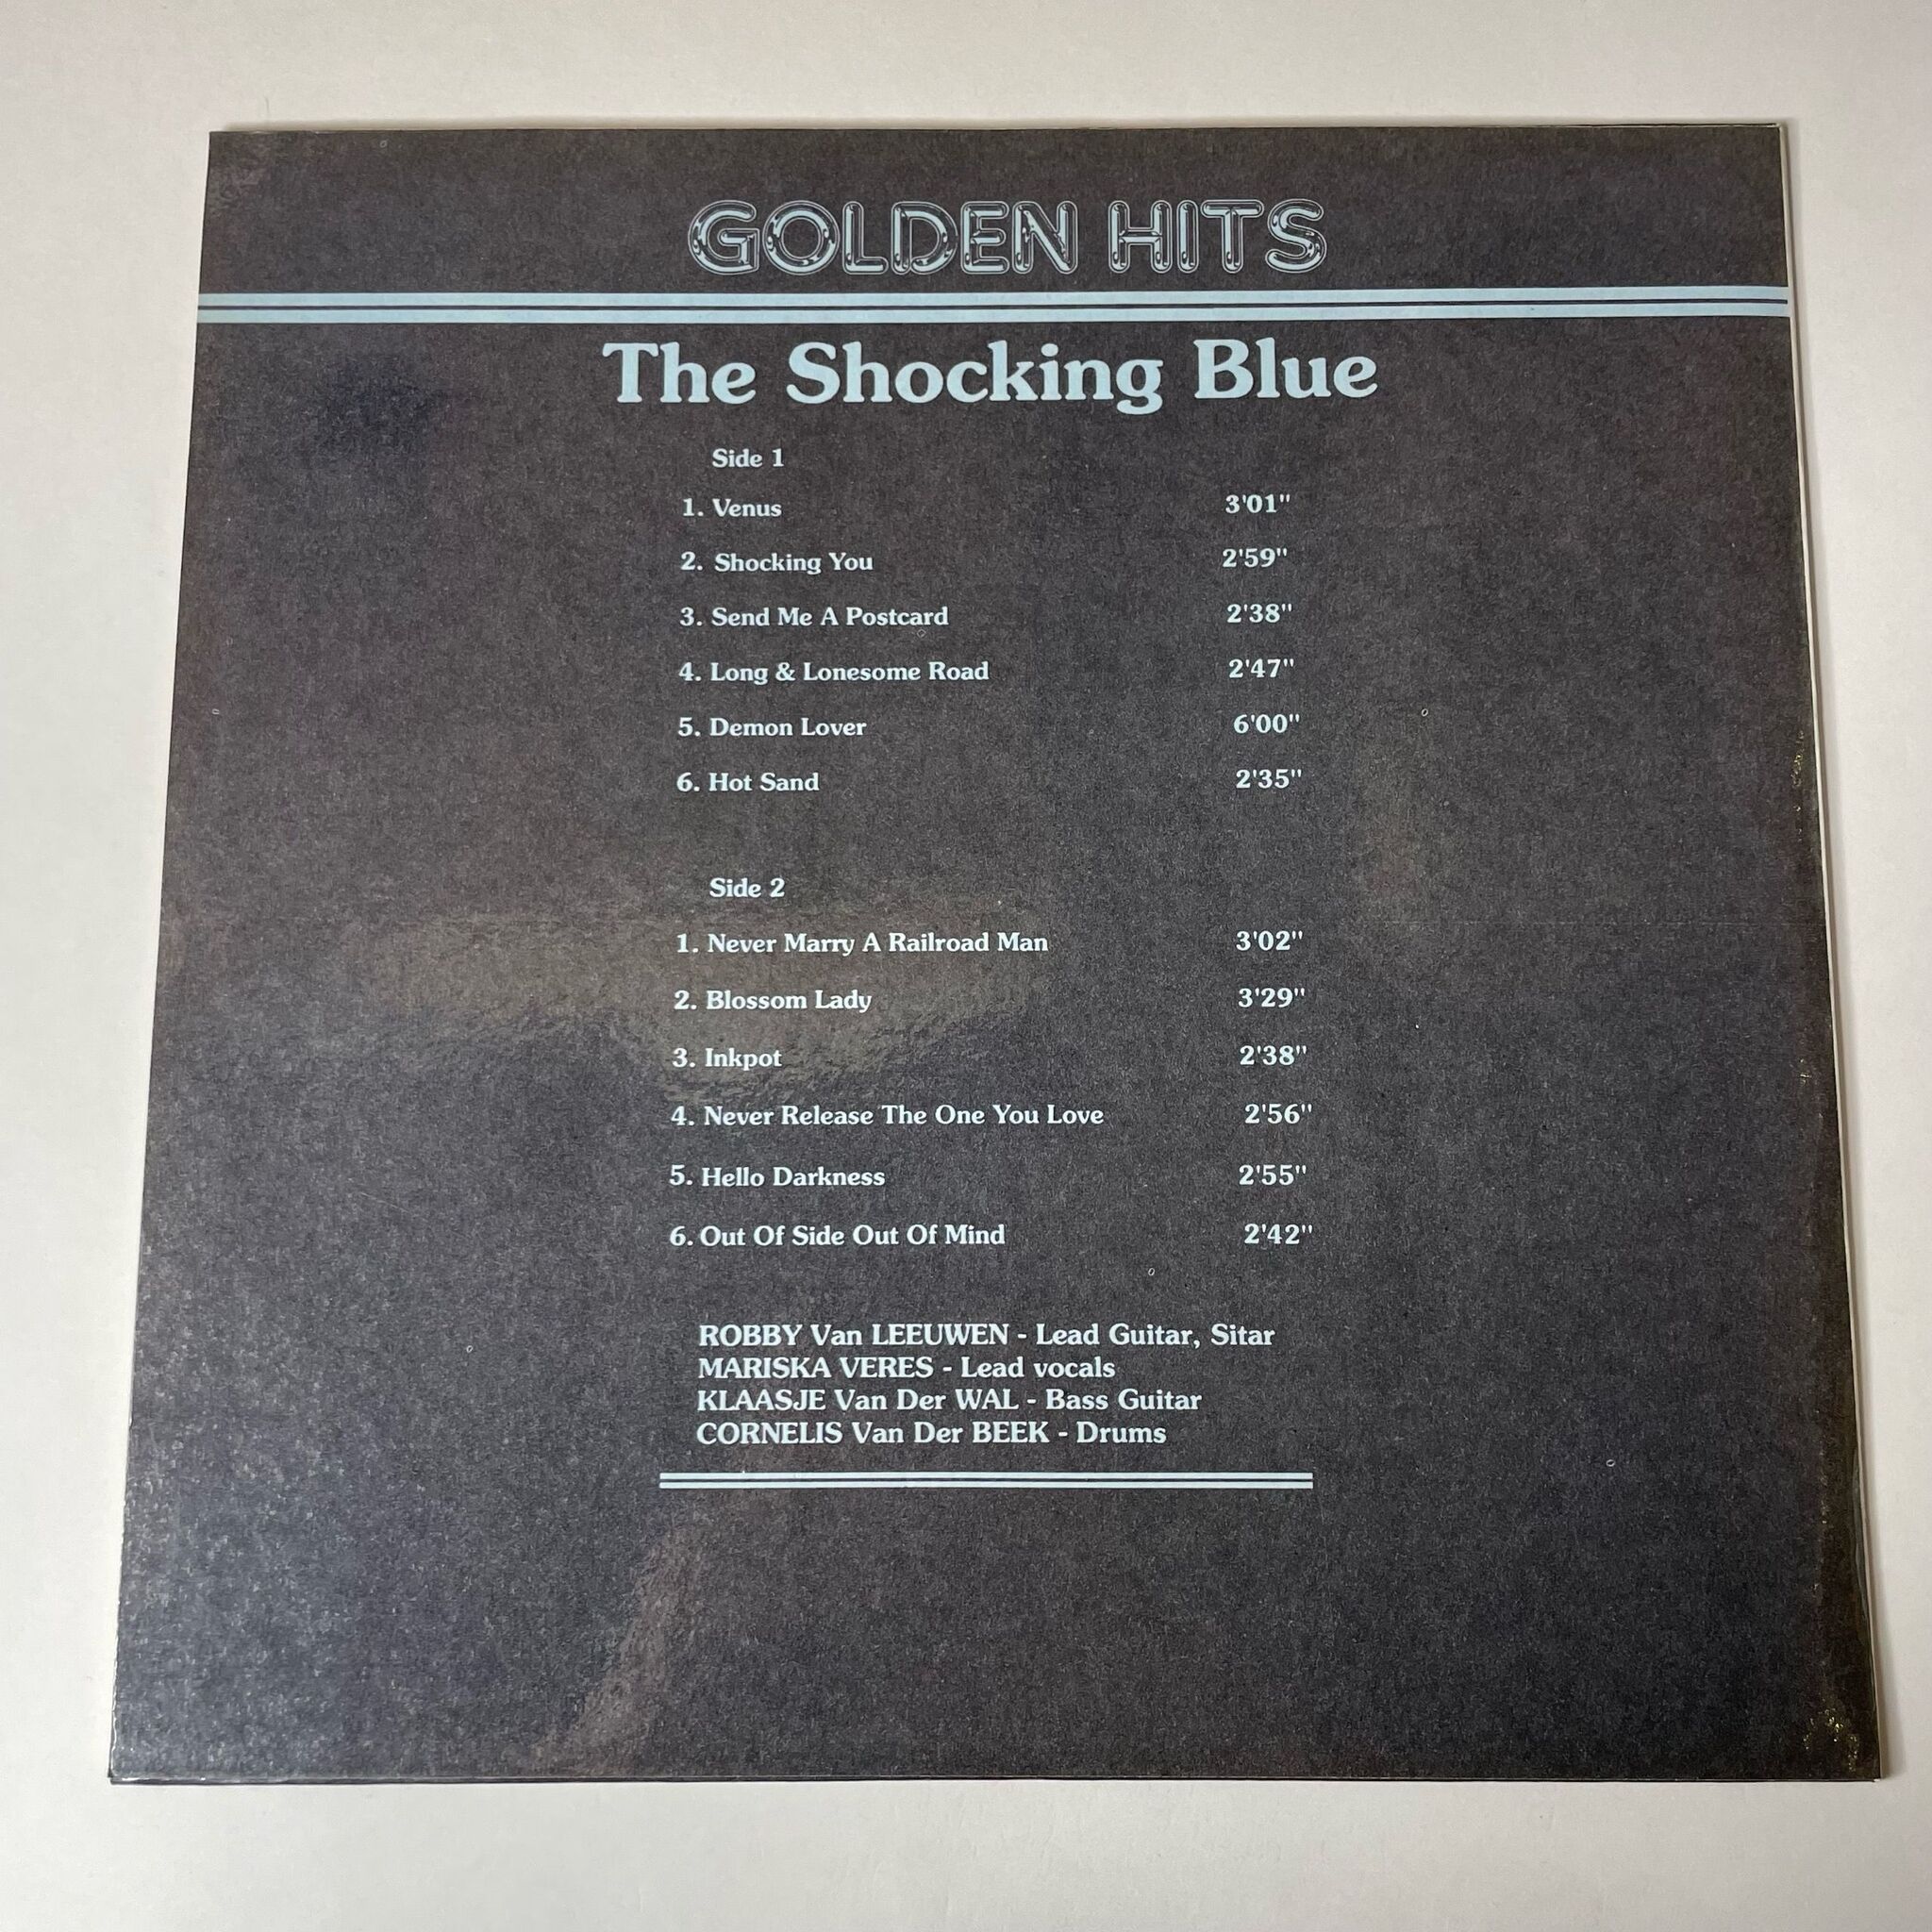 GOLDEN HITS
The Shocking Blue
Side 1
1. Venus 3'01"
2. Shocking You 2'59"
3. Send Me A Postcard 2'38"
4. Long & Lonesome Road 2'47"
5. Demon Lover 6'00"
6. Hot Sand 2'35"
Side 2
1. Never Marry A Railroad Man 3'02"
2. Blossom Lady 3'29"
3. Inkpot 2'38"
4. Never Release The One You Love 2'56"
5. Hello Darkness 2'55"
6. Out Of Side Out Of Mind 2'42"
ROBBY Van LEEUWEN - Lead Guitar, Sitar
MARISKA VERES - Lead vocals
KLAASJE Van Der WAL - Bass Guitar
CORNELIS Van Der BEEK - Drums